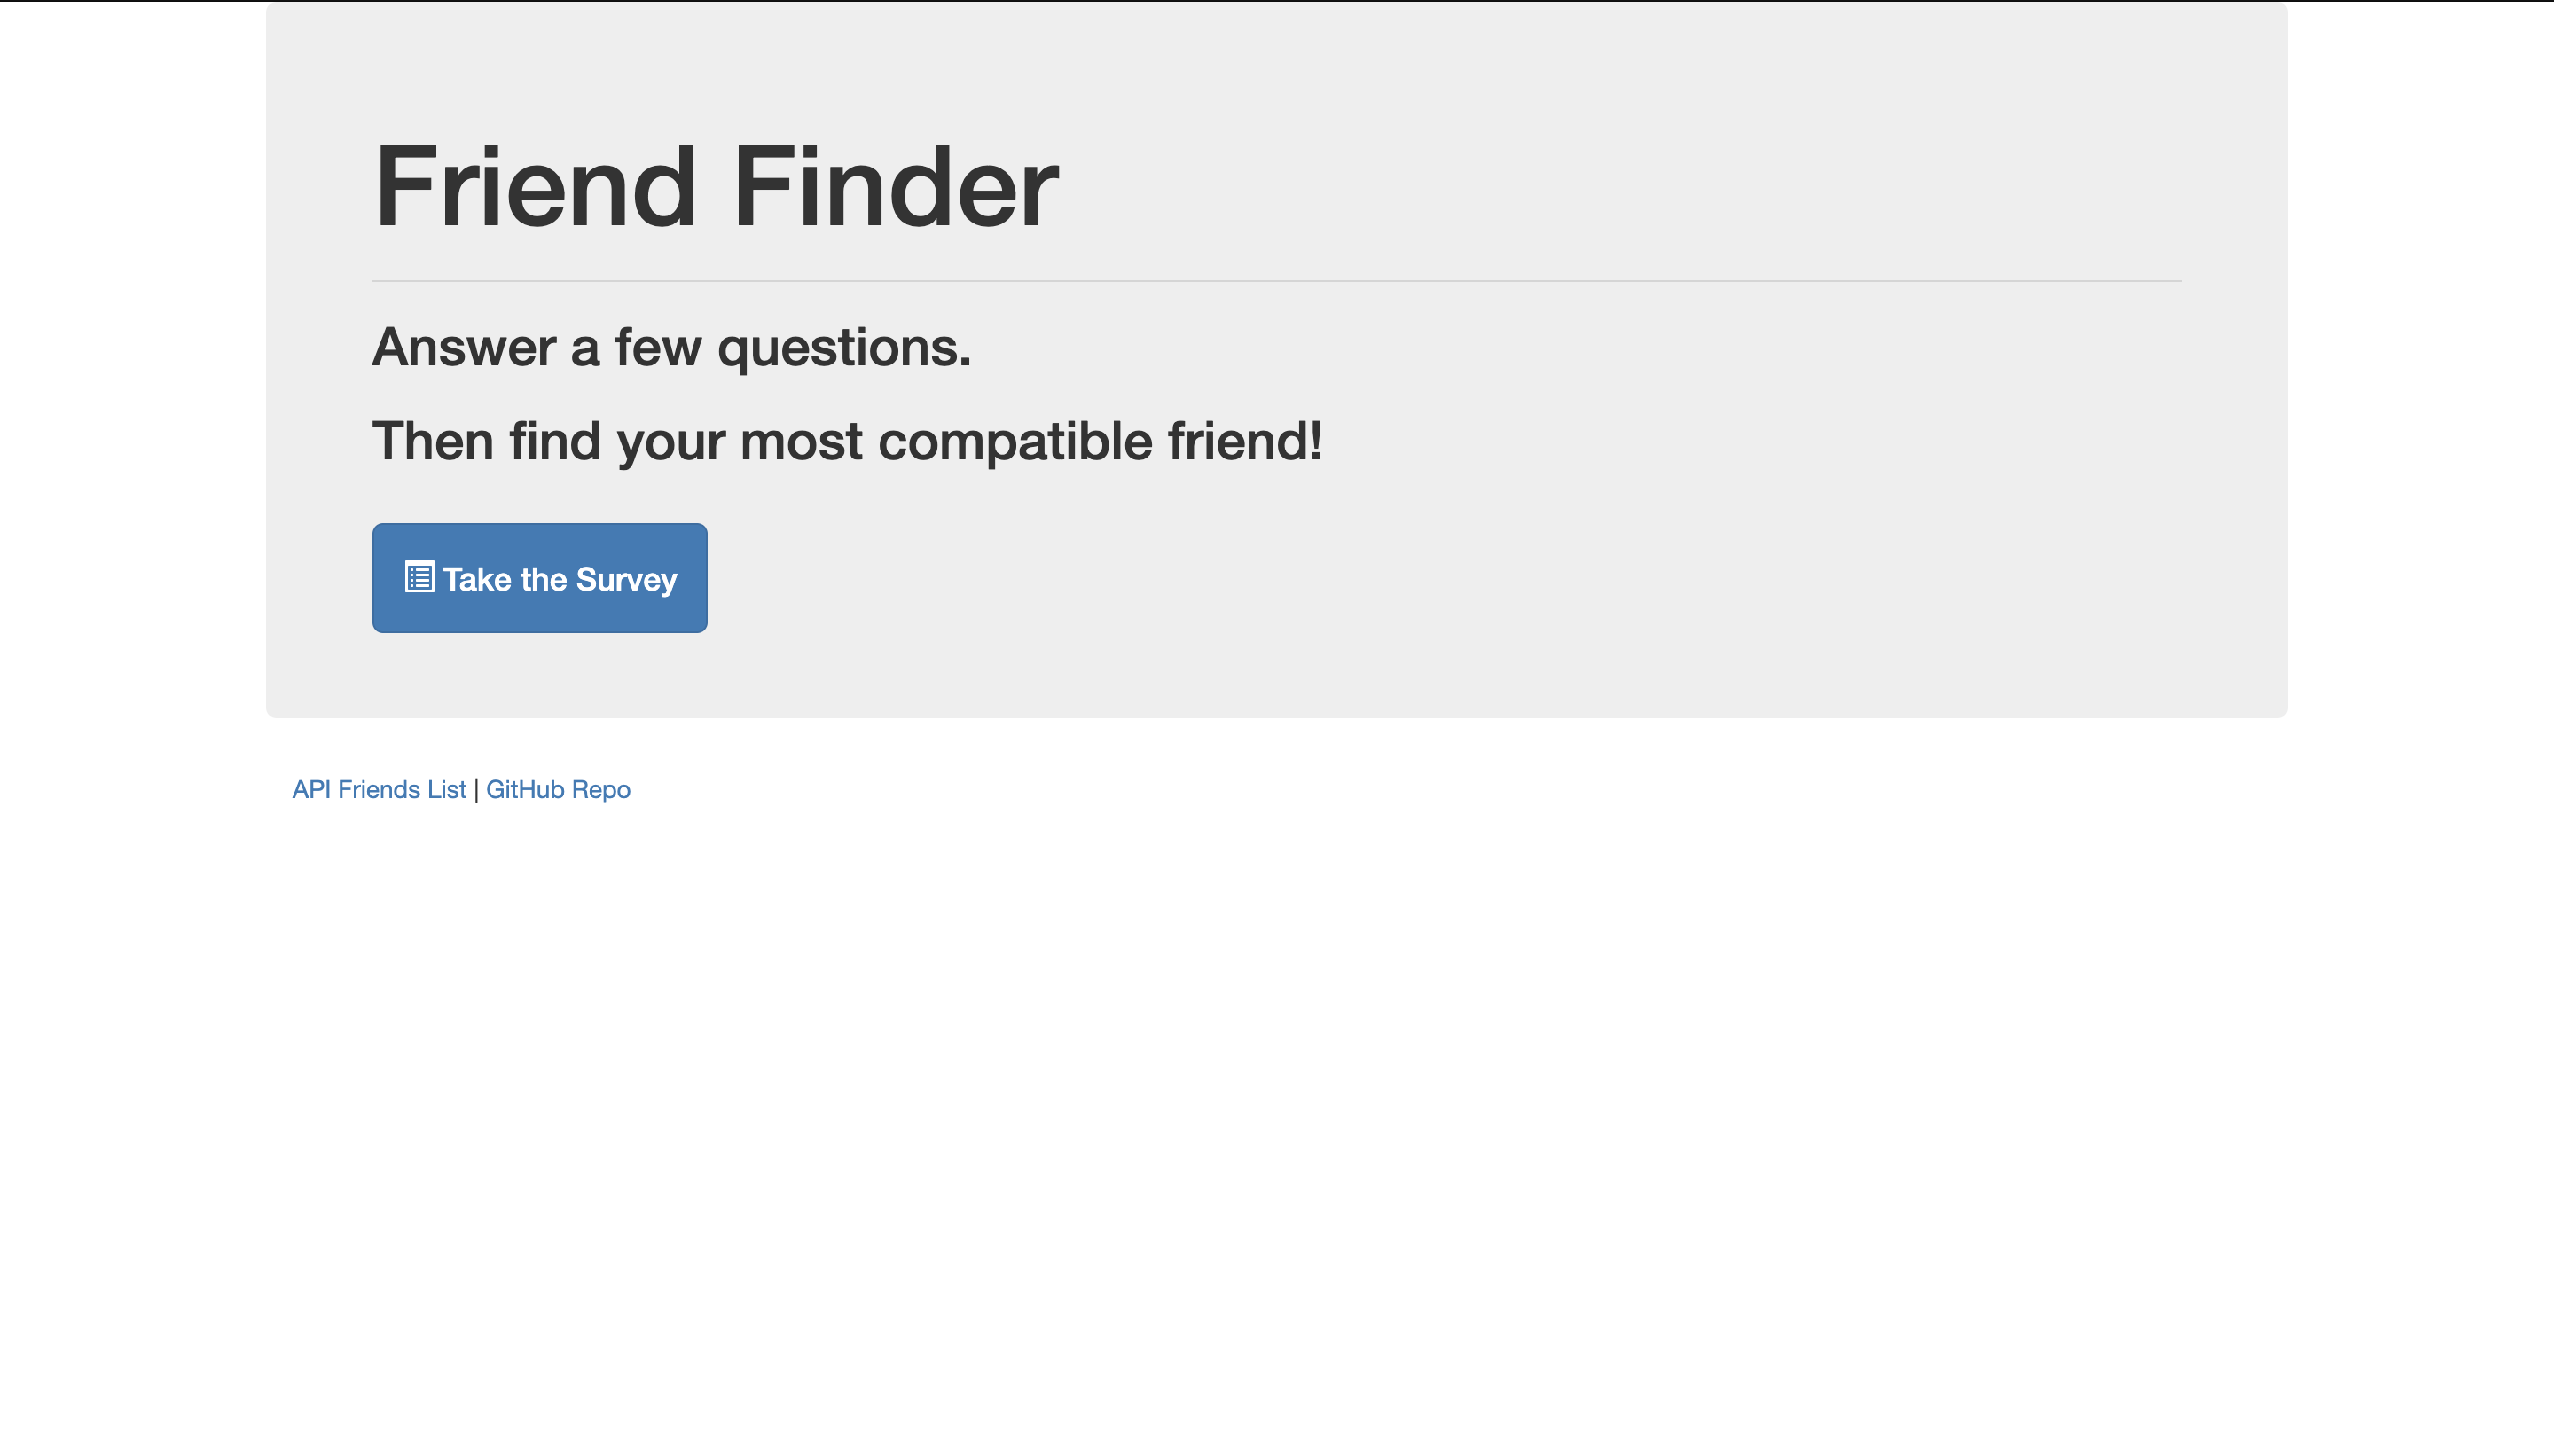 Friend Finder
Answer a few questions.
Then find your most compatible friend!
Take the Survey
API Friends List | GitHub Repo